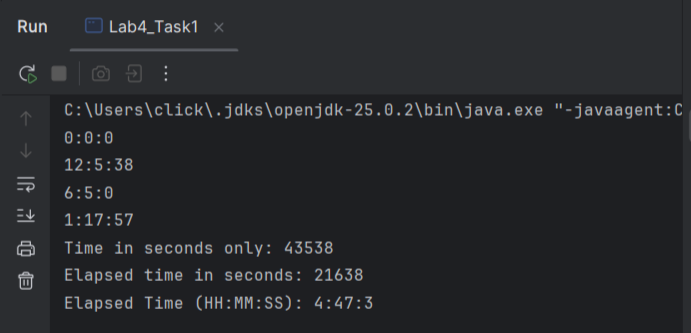 Run
Lab4_Task1
C:\Users\click\.jdks\openjdk-25.0.2\bin\java.exe "-javaagent:C
0:0:0
12:5:38
6:5:0
1:17:57
Time in seconds only: 43538
Elapsed time in seconds: 21638
Elapsed Time (HH:MM:SS): 4:47:3